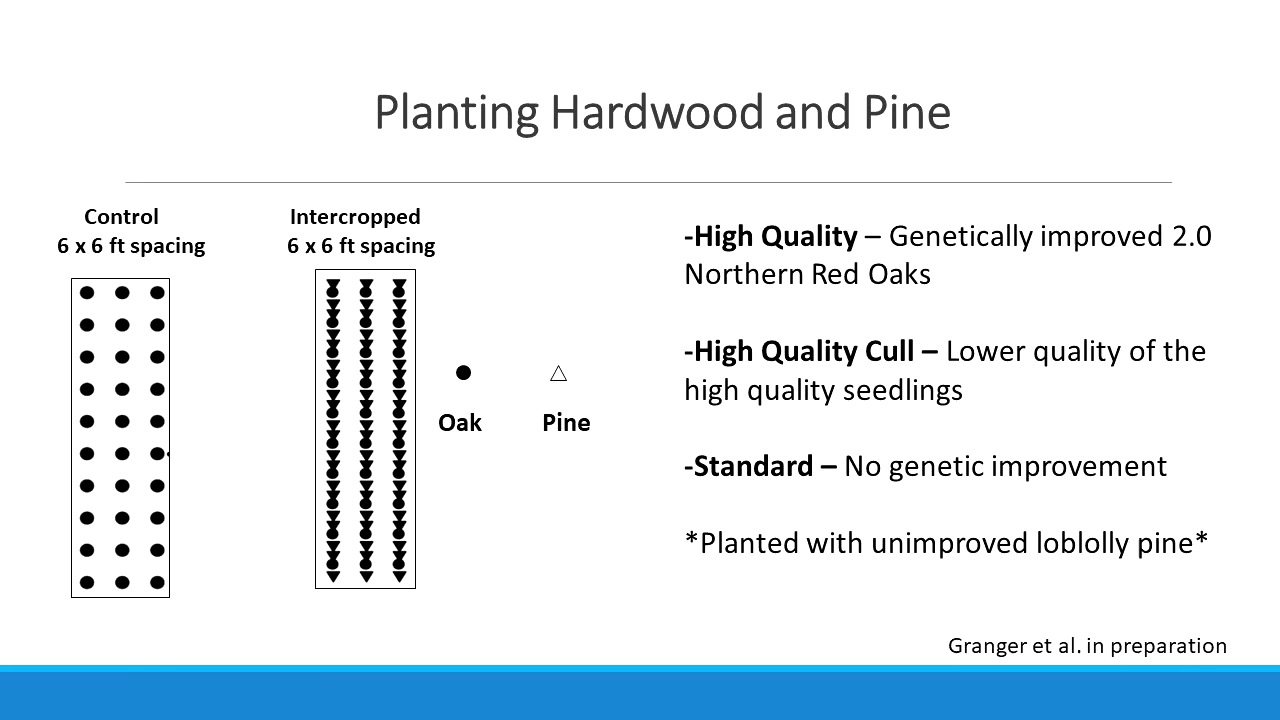 Planting Hardwood and Pine
Control
6 x 6 ft spacing
Intercropped
6 x 6 ft spacing
Oak
Pine
-High Quality – Genetically improved 2.0
Northern Red Oaks
-High Quality Cull – Lower quality of the
high quality seedlings
-Standard – No genetic improvement
*Planted with unimproved loblolly pine*
Granger et al. in preparation